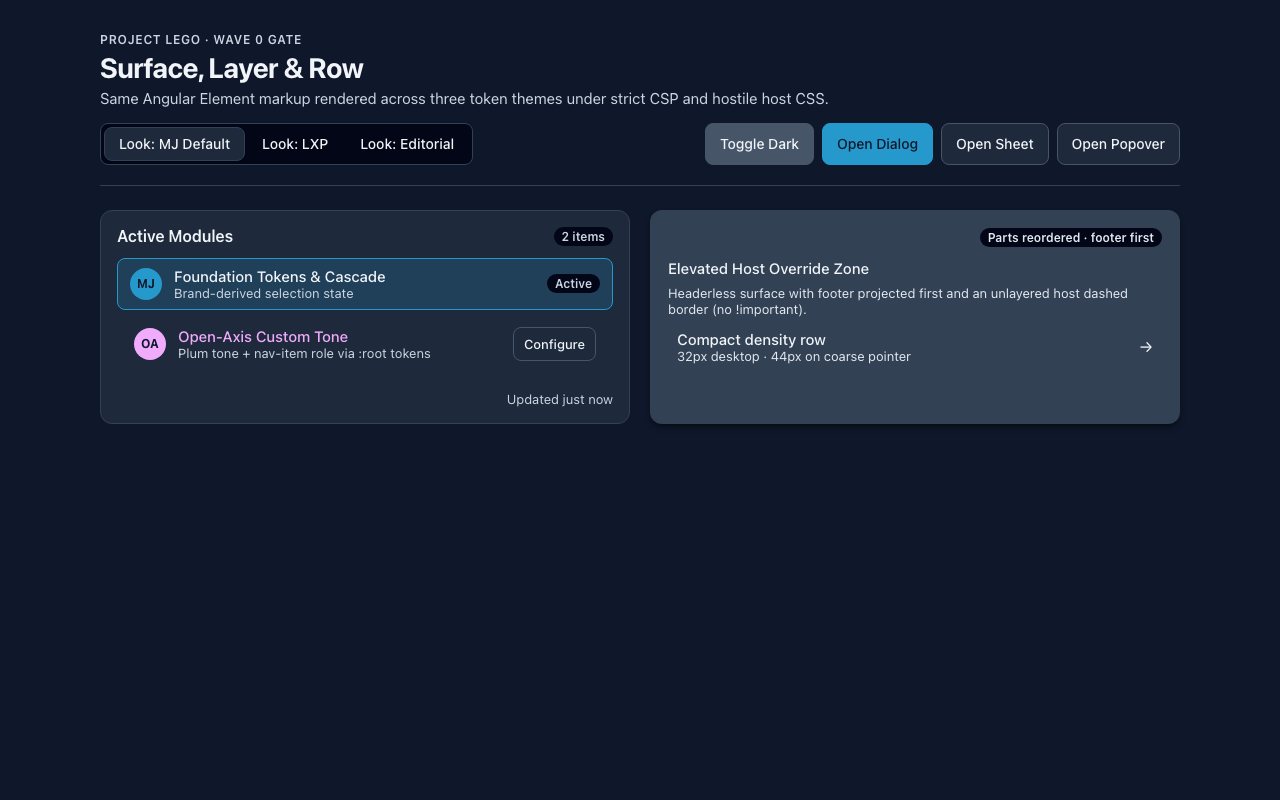 PROJECT LEGO · WAVE 0 GATE
Surface, Layer & Row
Same Angular Element markup rendered across three token themes under strict CSP and hostile host CSS.
Look: MJ Default
Look: LXP
Look: Editorial
Toggle Dark
Open Dialog
Open Sheet
Open Popover
Active Modules
2 items
MJ
Foundation Tokens & Cascade
Brand-derived selection state
Active
OA
Open-Axis Custom Tone
Plum tone + nav-item role via :root tokens
Configure
Updated just now
Parts reordered · footer first
Elevated Host Override Zone
Headerless surface with footer projected first and an unlayered host dashed
border (no !important).
Compact density row
32px desktop · 44px on coarse pointer
→